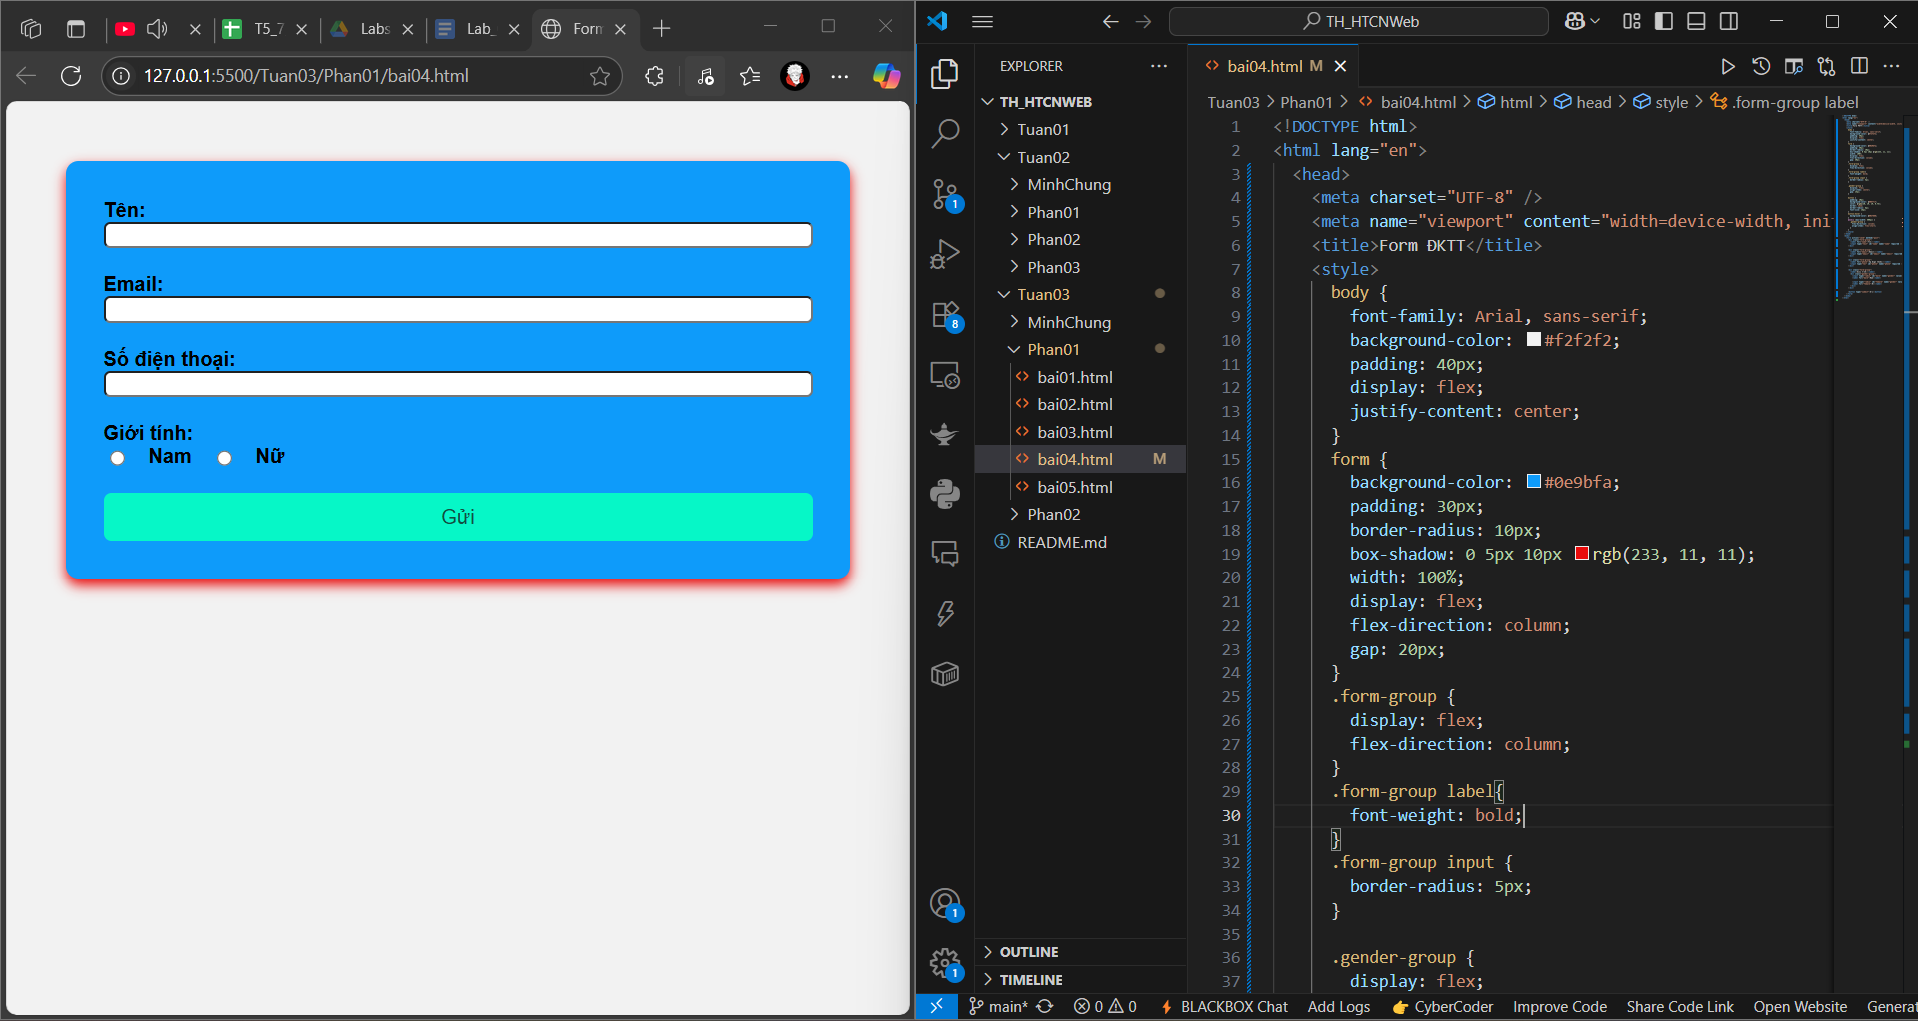 T5_7
Labs
Lab_
Form
127.0.0.1:5500/Tuan03/Phan01/bai04.html
Tên:
Email:
Số điện thoại:
Giới tính:
Nam Nữ
Gửi
TH_HTCNWeb
EXPLORER
TH_HTCNWEB
Tuan01
Tuan02
MinhChung
Phan01
Phan02
Phan03
Tuan03
MinhChung
Phan01
bai01.html
bai02.html
bai03.html
bai04.html M
bai05.html
Phan02
README.md
OUTLINE
TIMELINE
1
8
1
1
bai04.html M
Tuan03 > Phan01 > bai04.html > html > head > style > .form-group label
1 <!DOCTYPE html>
2 <html lang="en">
3 <head>
4 <meta charset="UTF-8" />
5 <meta name="viewport" content="width=device-width, ini
6 <title>Form ĐKTT</title>
7 <style>
8 body {
9 font-family: Arial, sans-serif;
10 background-color: #f2f2f2;
11 padding: 40px;
12 display: flex;
13 justify-content: center;
14 }
15 form {
16 background-color: #0e9bfa;
17 padding: 30px;
18 border-radius: 10px;
19 box-shadow: 0 5px 10px rgb(233, 11, 11);
20 width: 100%;
21 display: flex;
22 flex-direction: column;
23 gap: 20px;
24 }
25 .form-group {
26 display: flex;
27 flex-direction: column;
28 }
29 .form-group label{
30 font-weight: bold;
31 }
32 .form-group input {
33 border-radius: 5px;
34 }
35
36 .gender-group {
37 display: flex;
main* 0 0 BLACKBOX Chat Add Logs CyberCoder Improve Code Share Code Link Open Website Generat